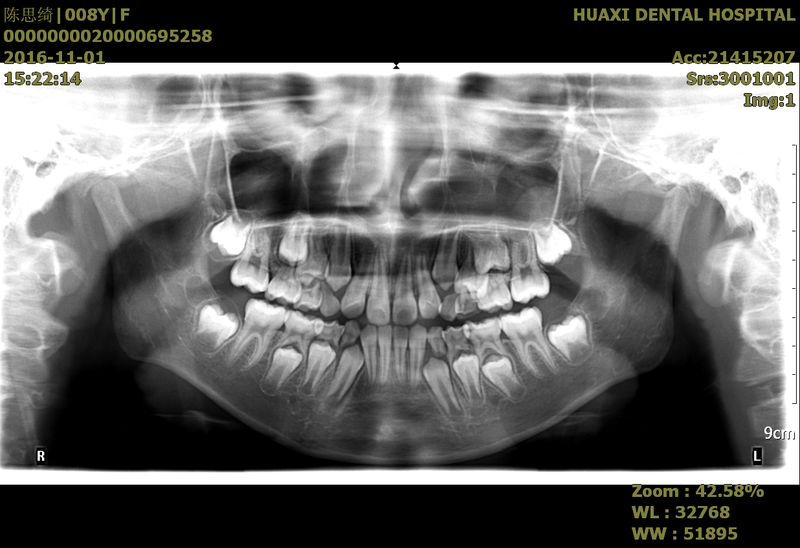 陈思绮|008Y|F
0000000020000695258
2016-11-01
15:22:14
HUAXI DENTAL HOSPITAL
Acc:21415207
Srs:3001001
Img:1
9cm
R
L
Zoom : 42.58%
WL : 32768
WW : 51895